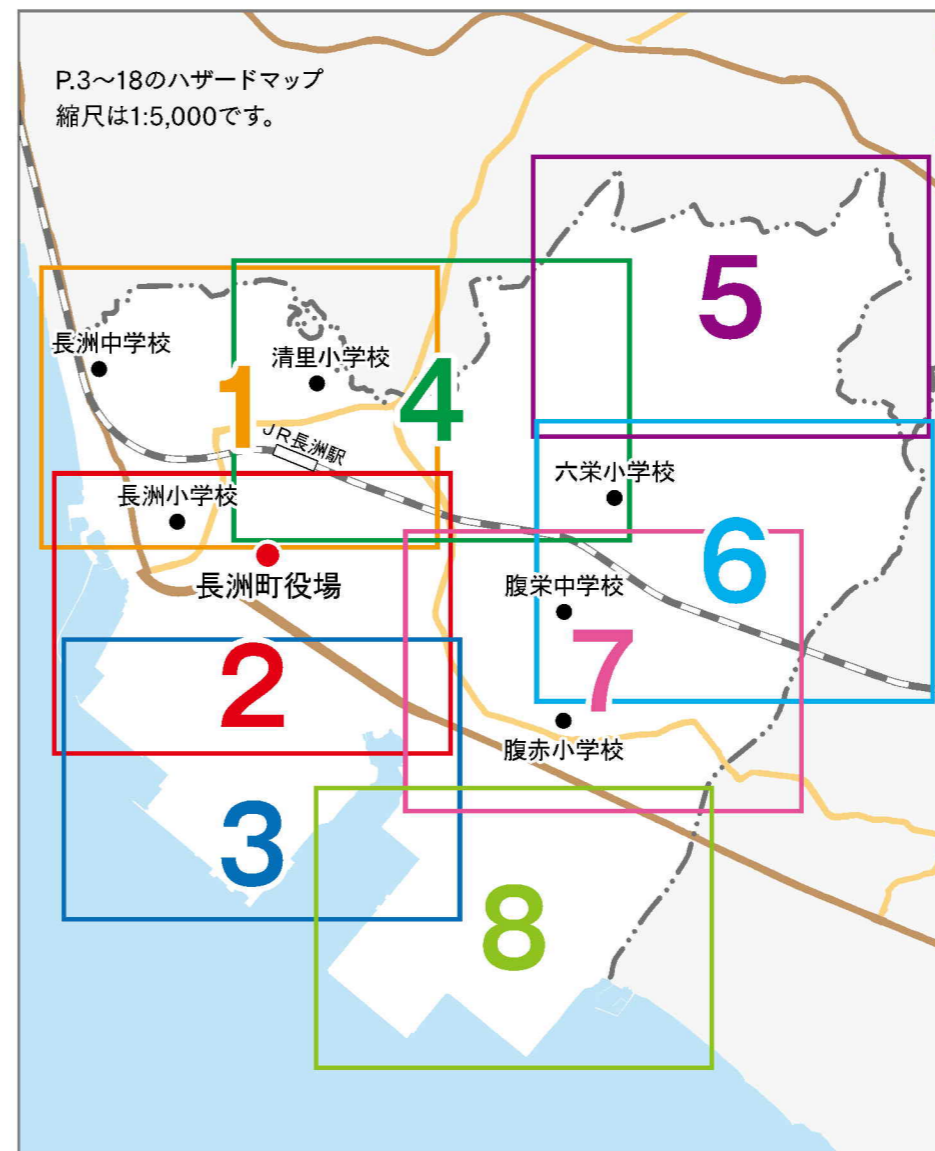 P.3〜18のハザードマップ
縮尺は1:5,000です。
5
長洲中学校
清里小学校
1
4
JR長洲駅
長洲小学校
六栄小学校
長洲町役場
6
腹栄中学校
2
7
腹赤小学校
3
8